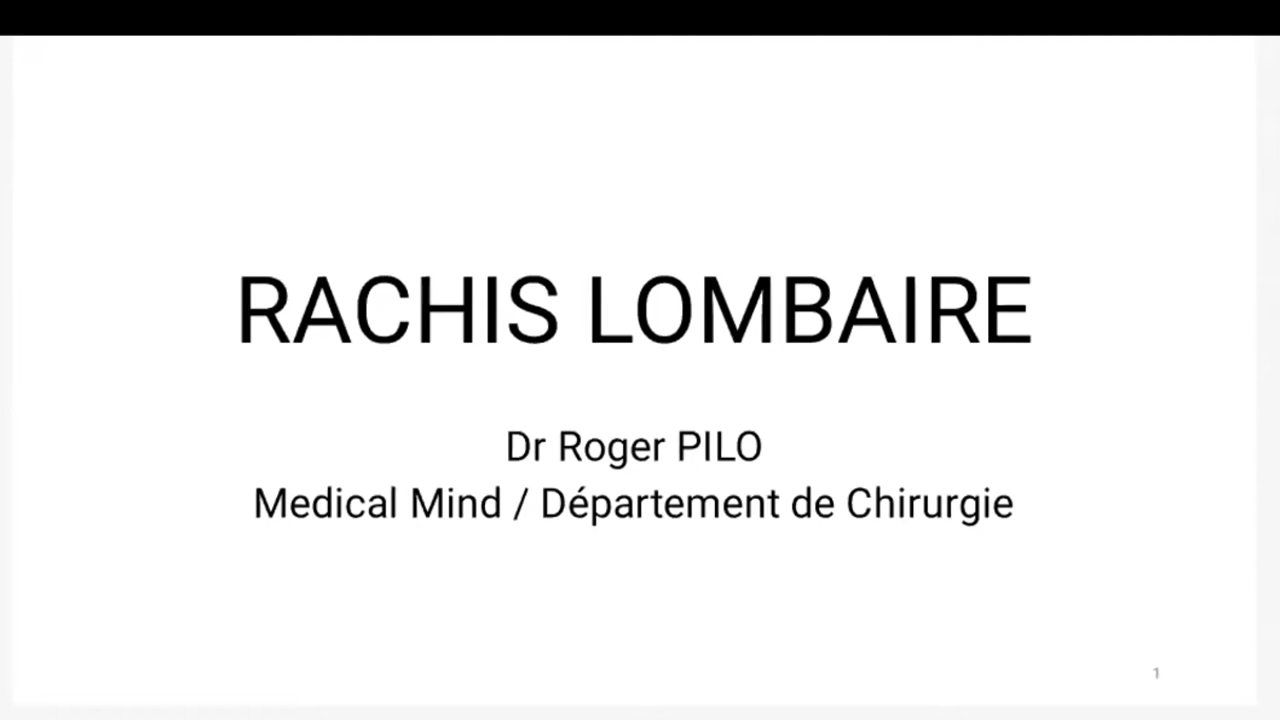 RACHIS LOMBAIRE
Dr Roger PILO
Medical Mind / Département de Chirurgie
1